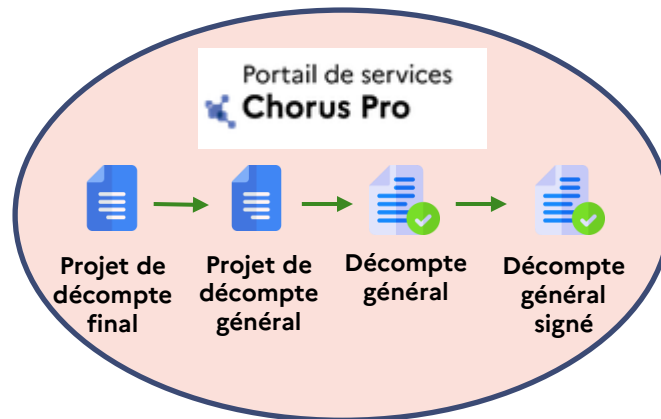 Portail de services
Chorus Pro
Projet de
décompte
final
Projet de
décompte
général
Décompte
général
Décompte
général
signé